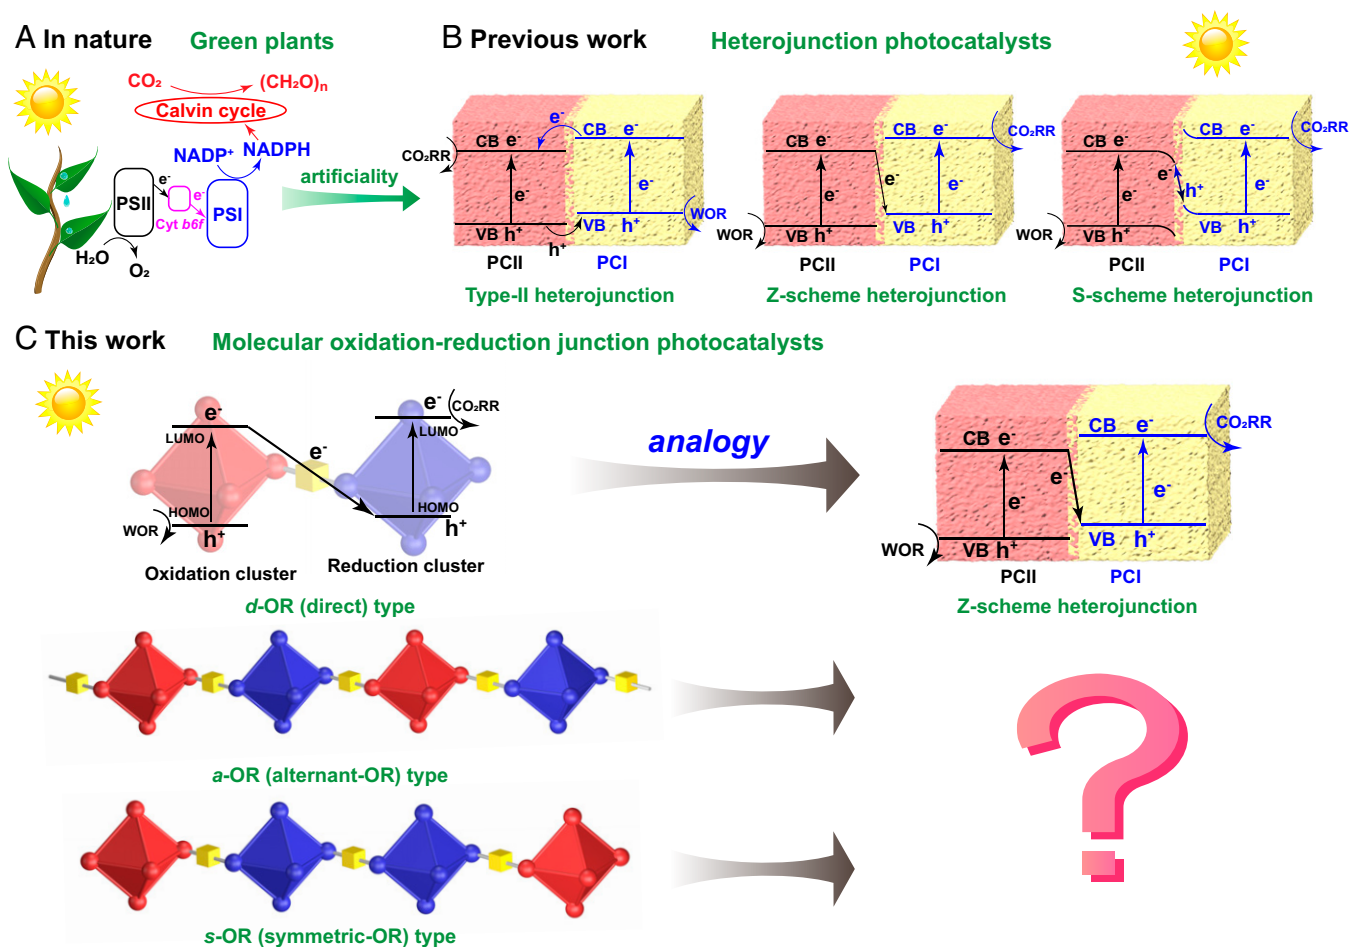 A In nature
Green plants
CO₂
(CH₂O)n
Calvin cycle
NADP⁺
NADPH
PSII
e⁻
e⁻
PSI
Cyt b6f
H₂O
O₂
artificiality
B Previous work
Heterojunction photocatalysts
CB e⁻
e⁻
CB e⁻
CO₂RR
e⁻
e⁻
WOR
VB h⁺
h⁺
VB h⁺
PCII
PCI
Type-II heterojunction
CB e⁻
CB e⁻
CO₂RR
e⁻
e⁻
e⁻
WOR
VB h⁺
VB h⁺
PCII
PCI
Z-scheme heterojunction
CB e⁻
CB e⁻
CO₂RR
e⁻
e⁻
h⁺
e⁻
WOR
VB h⁺
VB h⁺
PCII
PCI
S-scheme heterojunction
C This work
Molecular oxidation-reduction junction photocatalysts
e⁻
LUMO
e⁻
CO₂RR
LUMO
e⁻
HOMO
WOR
h⁺
HOMO
h⁺
Oxidation cluster
Reduction cluster
d-OR (direct) type
analogy
CB e⁻
CB e⁻
CO₂RR
e⁻
e⁻
e⁻
WOR
VB h⁺
VB h⁺
PCII
PCI
Z-scheme heterojunction
a-OR (alternant-OR) type
?
s-OR (symmetric-OR) type